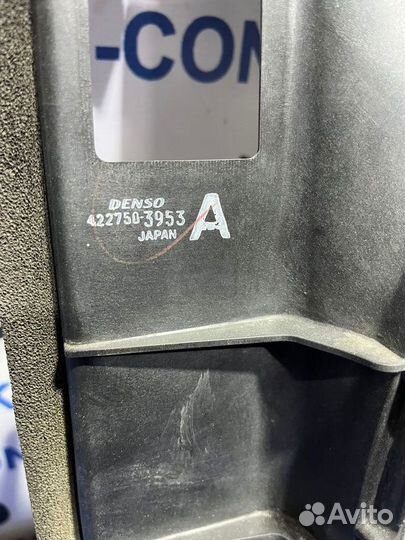 -CON
DENSO
422750-3953 A
JAPAN
Avito